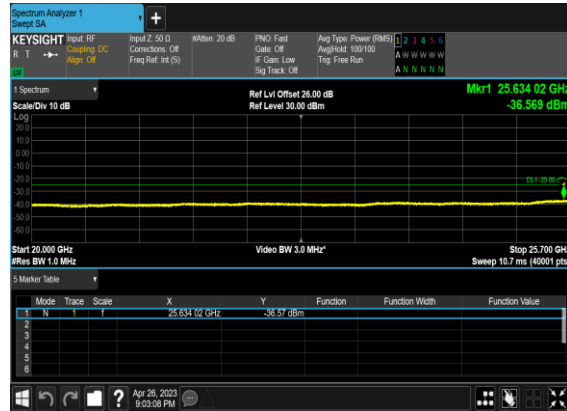 Spectrum Analyzer 1
Swept SA
+
KEYSIGHT Input: RF Input Z: 50 Ω #Atten: 20 dB PNO: Fast Avg Type: Power (RMS) 1 2 3 4 5 6
R T Coupling: DC Corrections: Off Gate: Off Avg|Hold: 100/100 A W W W W W
Align: Off Freq Ref: Int (S) IF Gain: Low Trig: Free Run
Sig Track: Off A N N N N N
1 Spectrum
Scale/Div 10 dB
Ref Lvl Offset 26.00 dB
Ref Level 30.00 dBm
Mkr1 25.634 02 GHz
-36.569 dBm
Log
20.0
10.0
0.00
-10.0
-20.0
DL1 -25.00
-30.0
-40.0
-50.0
-60.0
Start 20.000 GHz Video BW 3.0 MHz* Stop 25.700 GHz
#Res BW 1.0 MHz Sweep 10.7 ms (40001 pts)
5 Marker Table
Mode Trace Scale X Y Function Function Width Function Value
1 N 1 f 25.634 02 GHz -36.57 dBm
2
3
4
5
6
? Apr 26, 2023
9:03:08 PM